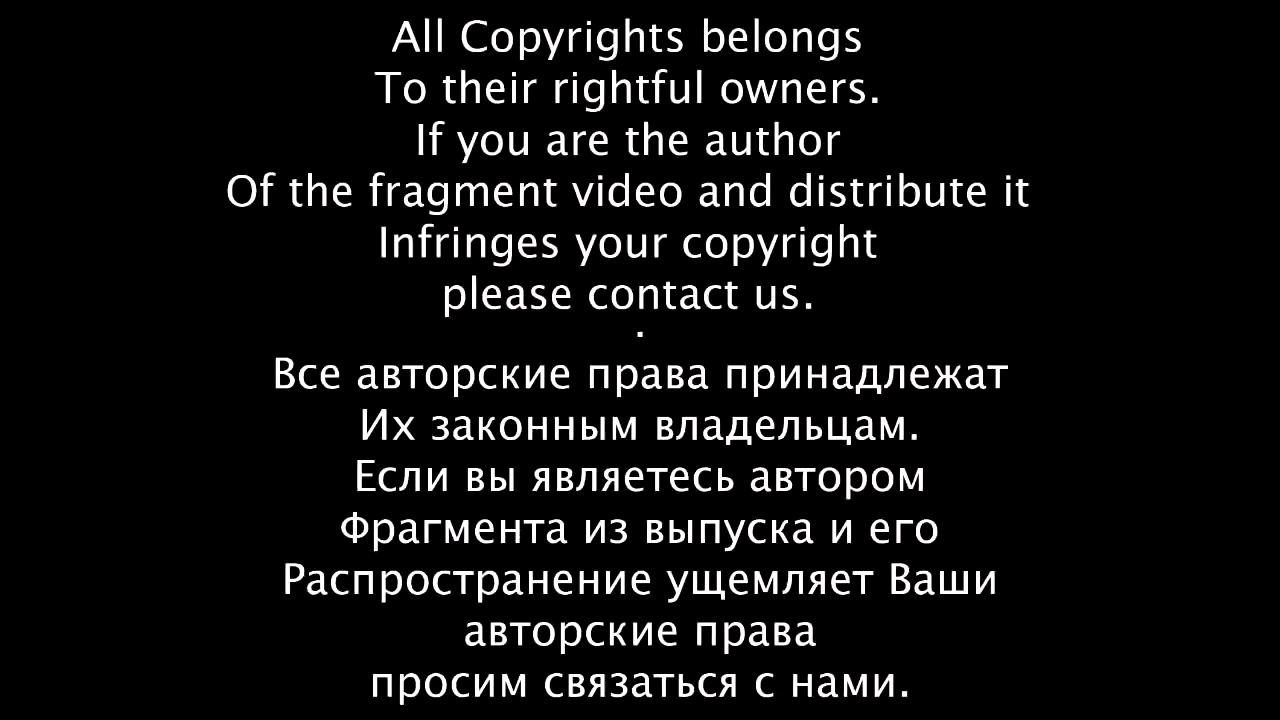 All Copyrights belongs
To their rightful owners.
If you are the author
Of the fragment video and distribute it
Infringes your copyright
please contact us.
.
Все авторские права принадлежат
Их законным владельцам.
Если вы являетесь автором
Фрагмента из выпуска и его
Распространение ущемляет Ваши
авторские права
просим связаться с нами.